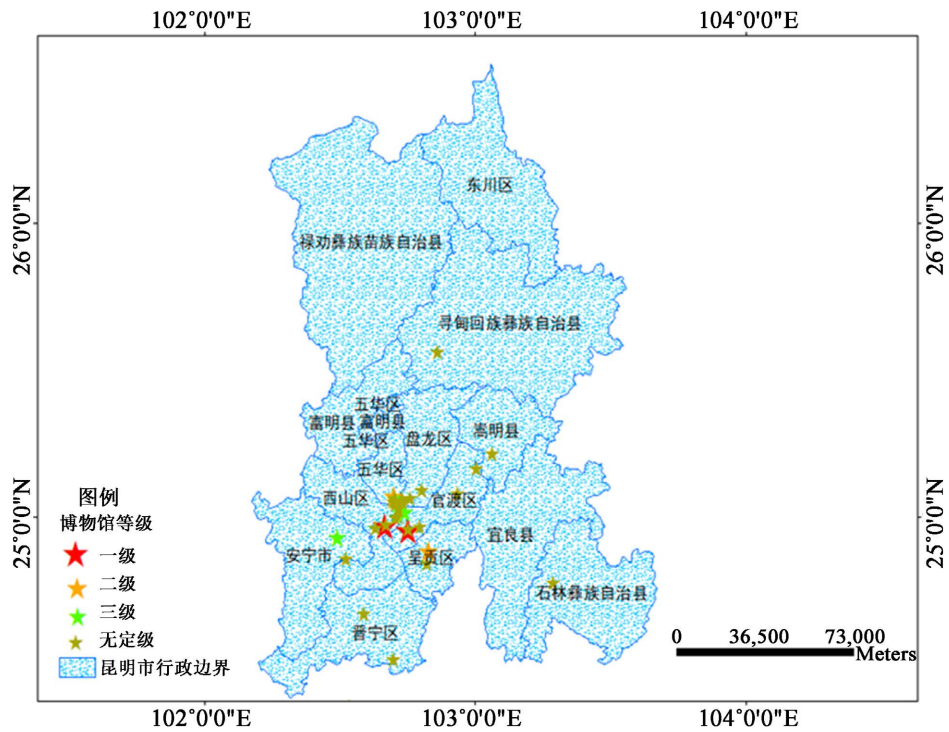 102°0'0"E
103°0'0"E
104°0'0"E
26°0'0"N
26°0'0"N
东川区
禄劝彝族苗族自治县
寻甸回族彝族自治县
五华区
富明县
富明县
五华区
盘龙区
嵩明县
五华区
西山区
官渡区
25°0'0"N
25°0'0"N
宜良县
安宁市
呈贡区
石林彝族自治县
晋宁区
图例
博物馆等级
一级
二级
三级
无定级
昆明市行政边界
0 36,500 73,000
Meters
102°0'0"E
103°0'0"E
104°0'0"E